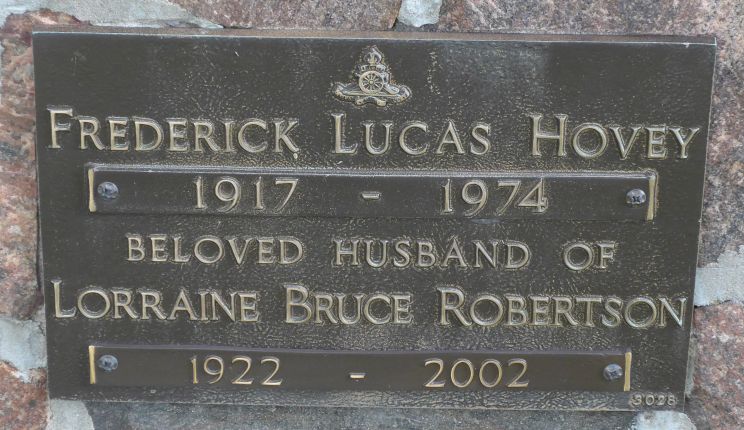 FREDERICK LUCAS HOVEY
1917 - 1974
BELOVED HUSBAND OF
LORRAINE BRUCE ROBERTSON
1922 - 2002
3028